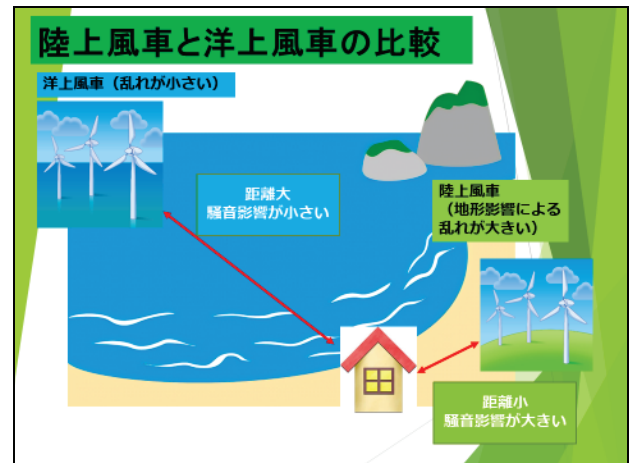 陸上風車と洋上風車の比較
洋上風車（乱れが小さい）
距離大
騒音影響が小さい
陸上風車
（地形影響による
乱れが大きい）
距離小
騒音影響が大きい